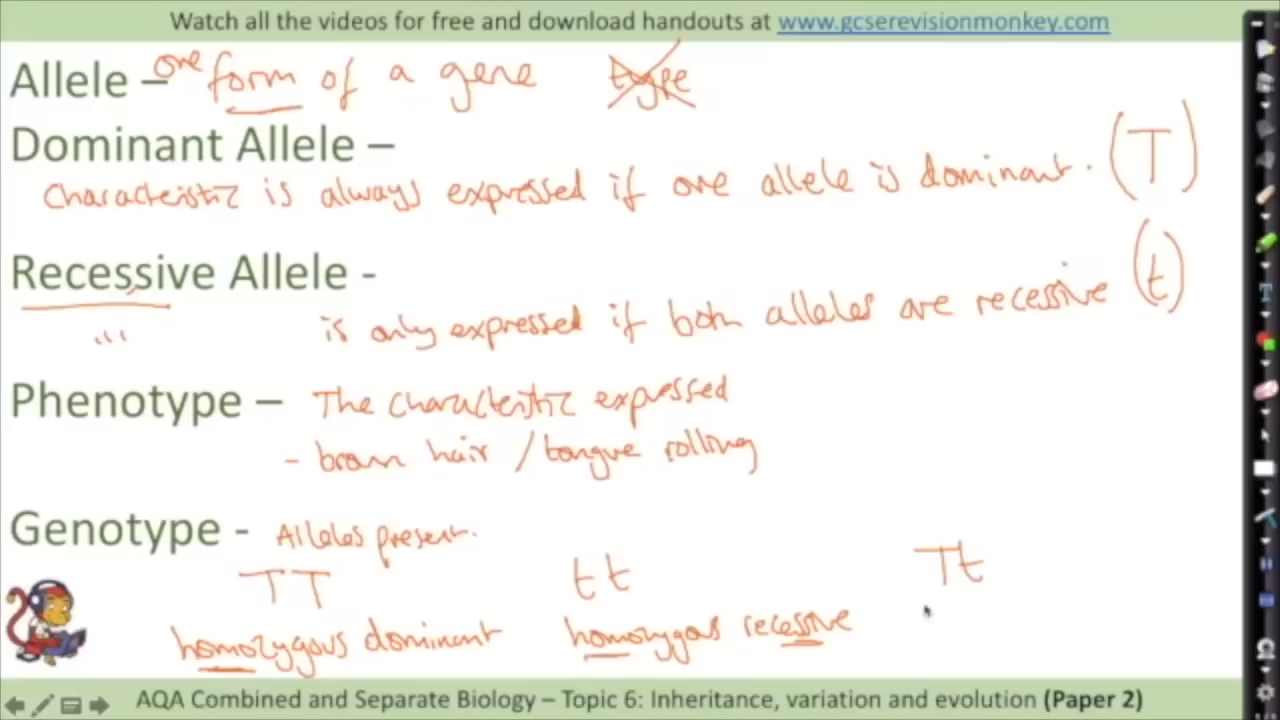 Watch all the videos for free and download handouts at www.gcserevisionmonkey.com
Allele – one form of a gene type
Dominant Allele –
Characteristic is always expressed if one allele is dominant. (T)
Recessive Allele -
"' is only expressed if both alleles are recessive (t)
Phenotype – The characteristic expressed
- brown hair / tongue rolling
Genotype - Alleles present.
TT tt Tt
homozygous dominant homozygous recessive
AQA Combined and Separate Biology – Topic 6: Inheritance, variation and evolution (Paper 2)